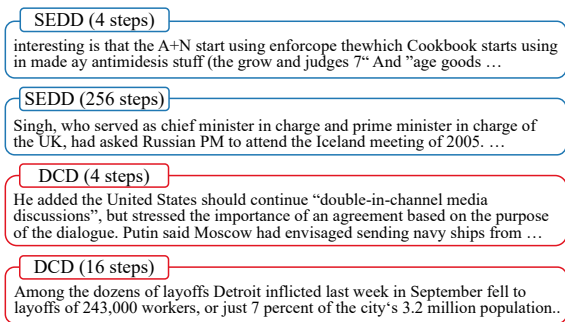 SEDD (4 steps)
interesting is that the A+N start using enforcope thewhich Cookbook starts using
in made ay antimidesis stuff (the grow and judges 7“ And ”age goods …
SEDD (256 steps)
Singh, who served as chief minister in charge and prime minister in charge of
the UK, had asked Russian PM to attend the Iceland meeting of 2005. …
DCD (4 steps)
He added the United States should continue “double-in-channel media
discussions”, but stressed the importance of an agreement based on the purpose
of the dialogue. Putin said Moscow had envisaged sending navy ships from …
DCD (16 steps)
Among the dozens of layoffs Detroit inflicted last week in September fell to
layoffs of 243,000 workers, or just 7 percent of the city‘s 3.2 million population..